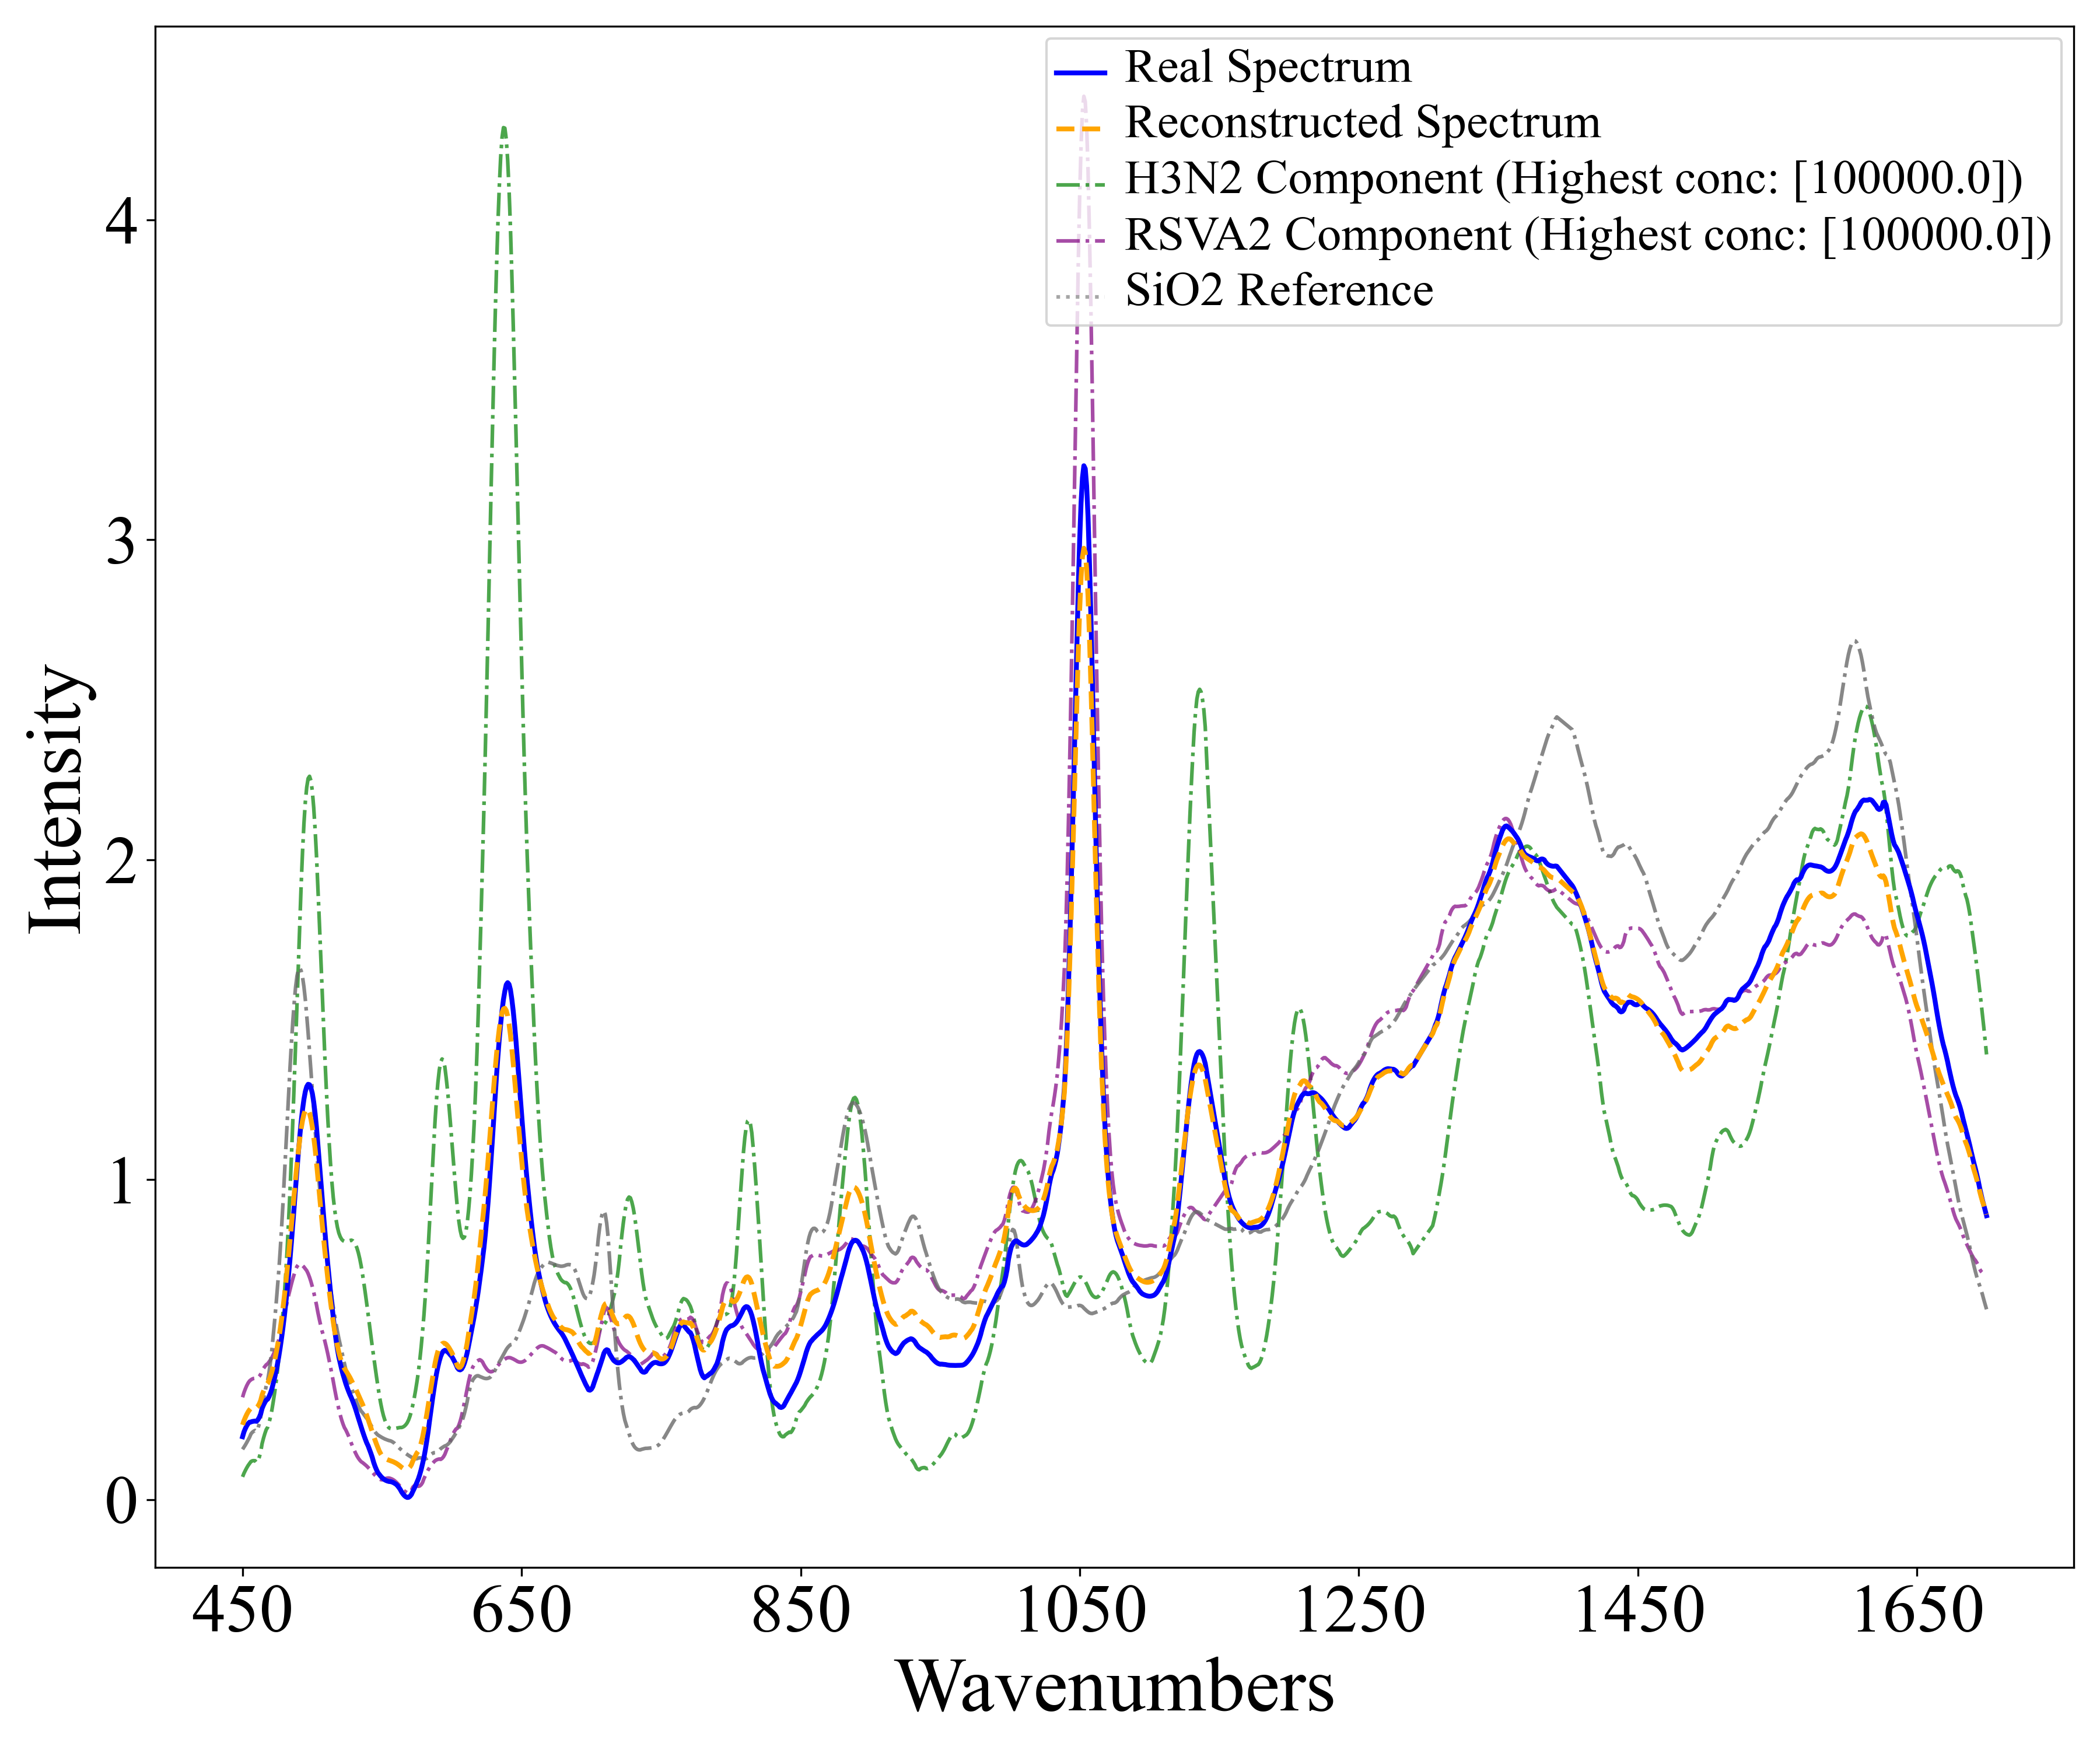 Real Spectrum
Reconstructed Spectrum
H3N2 Component (Highest conc: [100000.0])
RSVA2 Component (Highest conc: [100000.0])
SiO2 Reference
Intensity
4
3
2
1
0
450 650 850 1050 1250 1450 1650
Wavenumbers